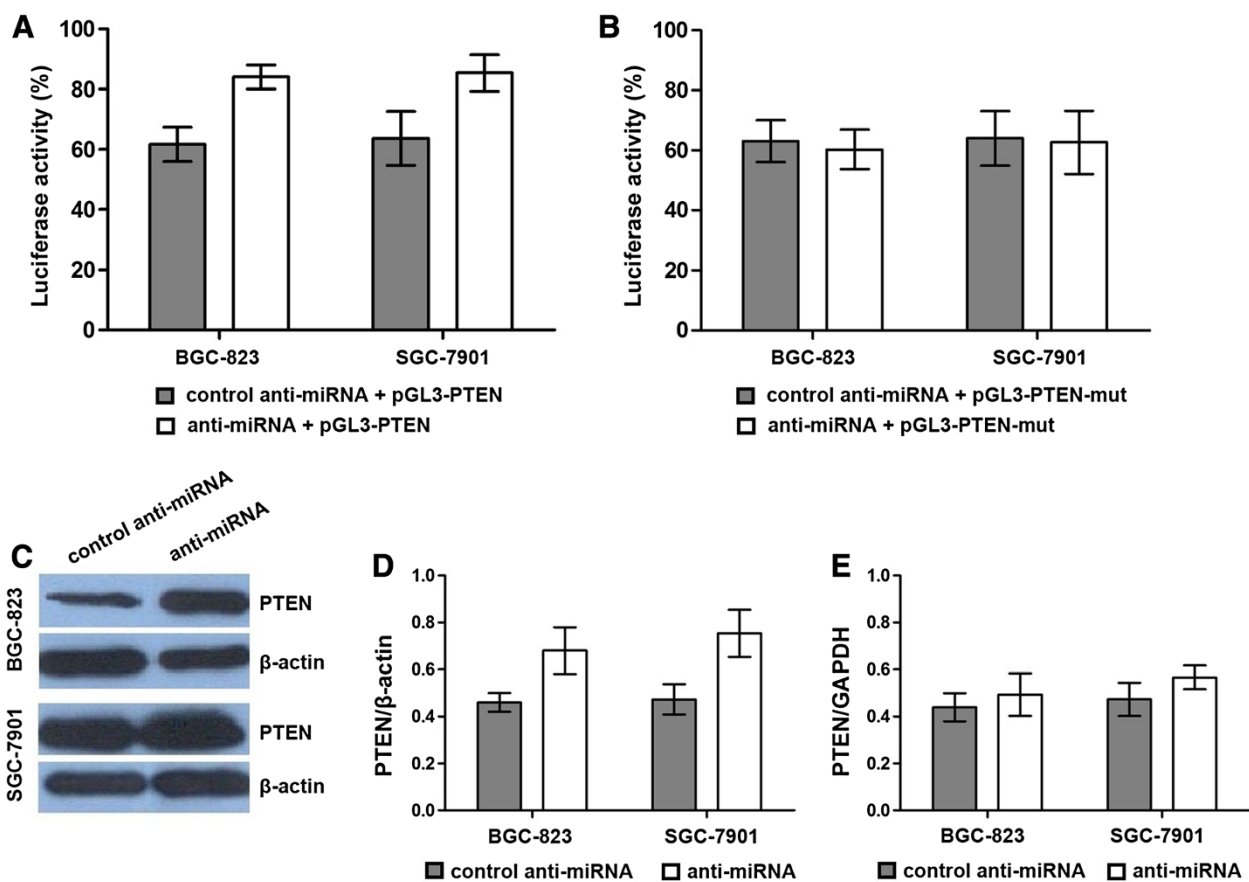 A
Luciferase activity (%)
100
80
60
40
20
0
BGC-823 SGC-7901
control anti-miRNA + pGL3-PTEN
anti-miRNA + pGL3-PTEN
B
Luciferase activity (%)
100
80
60
40
20
0
BGC-823 SGC-7901
control anti-miRNA + pGL3-PTEN-mut
anti-miRNA + pGL3-PTEN-mut
C
control anti-miRNA
anti-miRNA
BGC-823
PTEN
β-actin
SGC-7901
PTEN
β-actin
D
PTEN/β-actin
1.0
0.8
0.6
0.4
0.2
0.0
BGC-823 SGC-7901
control anti-miRNA anti-miRNA
E
PTEN/GAPDH
1.0
0.8
0.6
0.4
0.2
0.0
BGC-823 SGC-7901
control anti-miRNA anti-miRNA